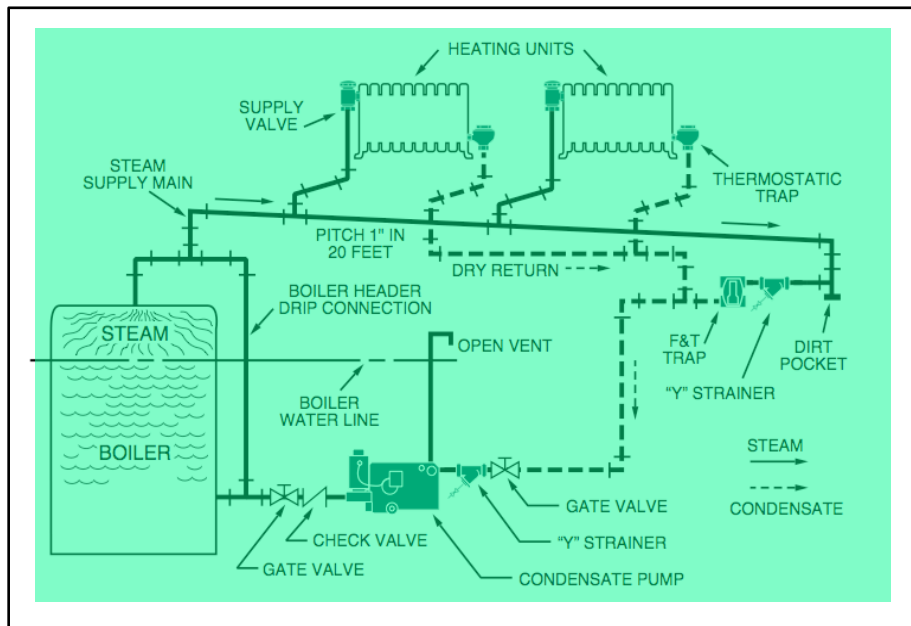 HEATING UNITS
SUPPLY
VALVE
STEAM
SUPPLY MAIN
THERMOSTATIC
TRAP
PITCH 1" IN
20 FEET
DRY RETURN
BOILER HEADER
DRIP CONNECTION
STEAM
OPEN VENT
F&T
TRAP
DIRT
POCKET
"Y" STRAINER
BOILER
WATER LINE
BOILER
STEAM
CONDENSATE
GATE VALVE
CHECK VALVE
"Y" STRAINER
GATE VALVE
CONDENSATE PUMP